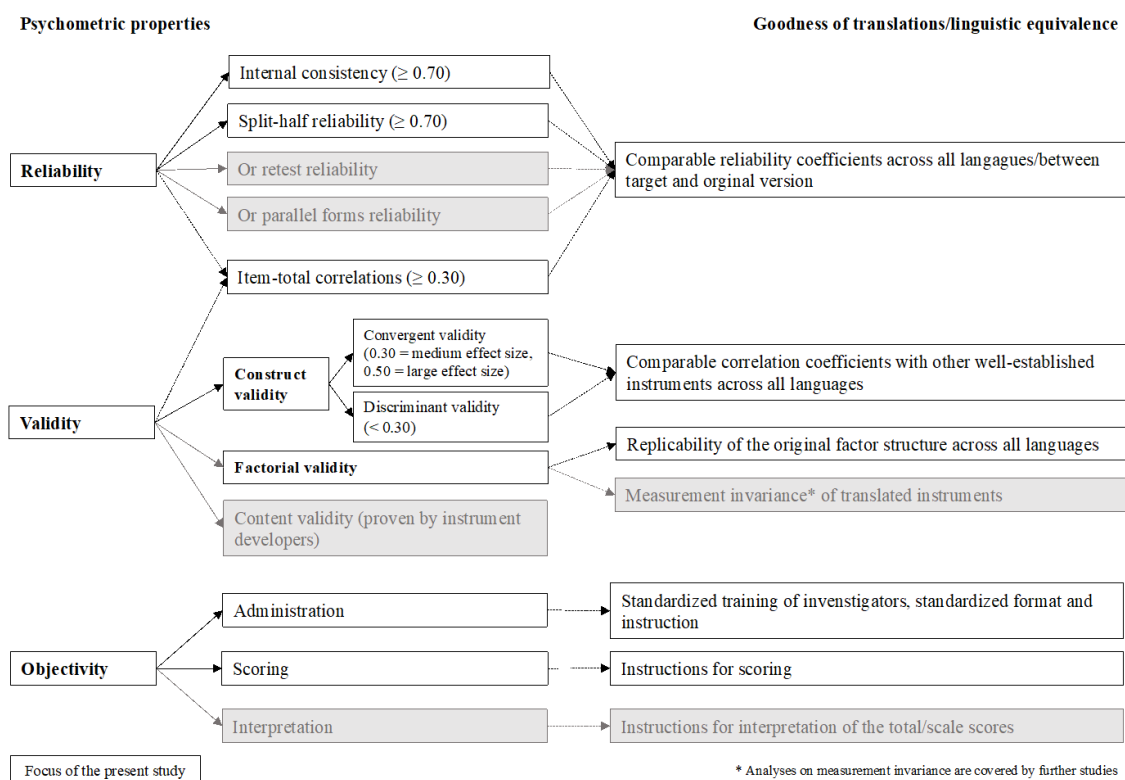 Psychometric properties
Goodness of translations/linguistic equivalence
Internal consistency (≥ 0.70)
Split-half reliability (≥ 0.70)
Reliability
Or retest reliability
Or parallel forms reliability
Comparable reliability coefficients across all langagues/between
target and orginal version
Item-total correlations (≥ 0.30)
Validity
Construct
validity
Convergent validity
(0.30 = medium effect size,
0.50 = large effect size)
Discriminant validity
(< 0.30)
Comparable correlation coefficients with other well-established
instruments across all languages
Factorial validity
Replicability of the original factor structure across all languages
Measurement invariance* of translated instruments
Content validity (proven by instrument
developers)
Objectivity
Administration
Standardized training of invenstigators, standardized format and
instruction
Scoring
Instructions for scoring
Interpretation
Instructions for interpretation of the total/scale scores
Focus of the present study
* Analyses on measurement invariance are covered by further studies